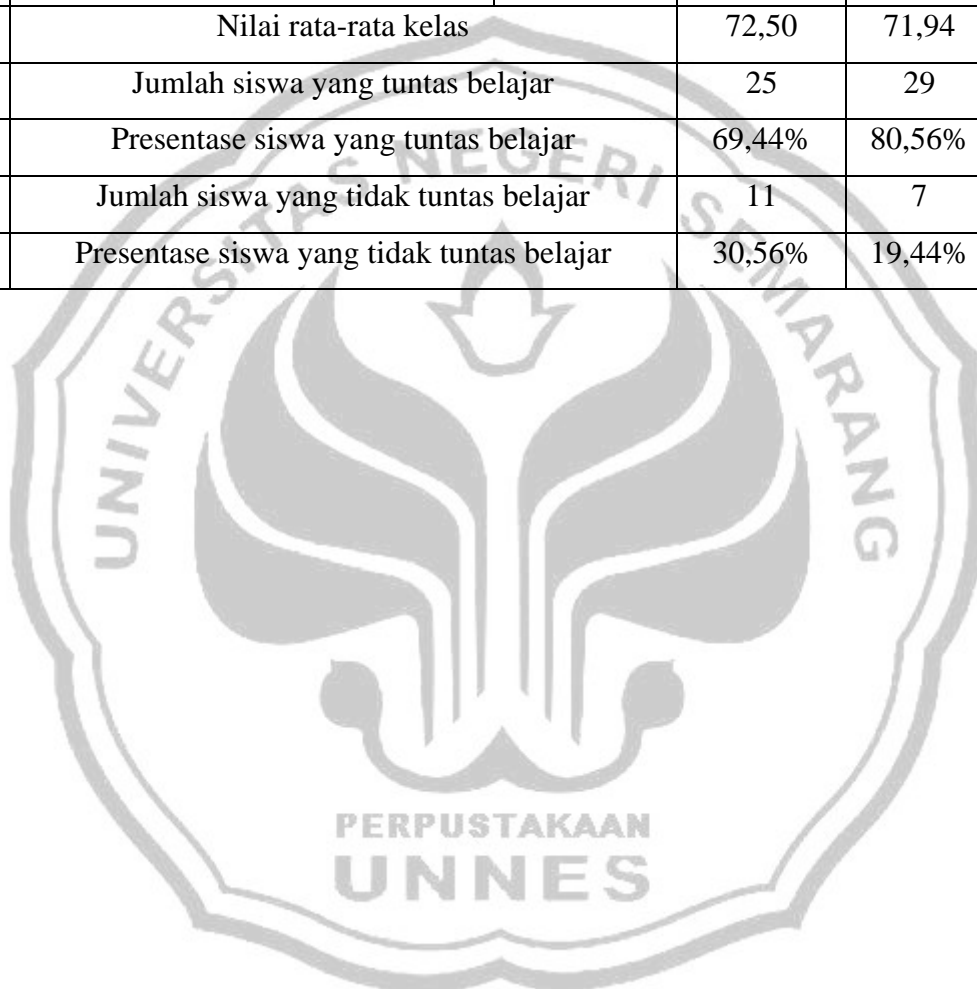 Nilai rata-rata kelas 72,50 71,94
Jumlah siswa yang tuntas belajar 25 29
Presentase siswa yang tuntas belajar 69,44% 80,56%
Jumlah siswa yang tidak tuntas belajar 11 7
Presentase siswa yang tidak tuntas belajar 30,56% 19,44%
UNIVERSITAS NEGERI SEMARANG
PERPUSTAKAAN
UNNES